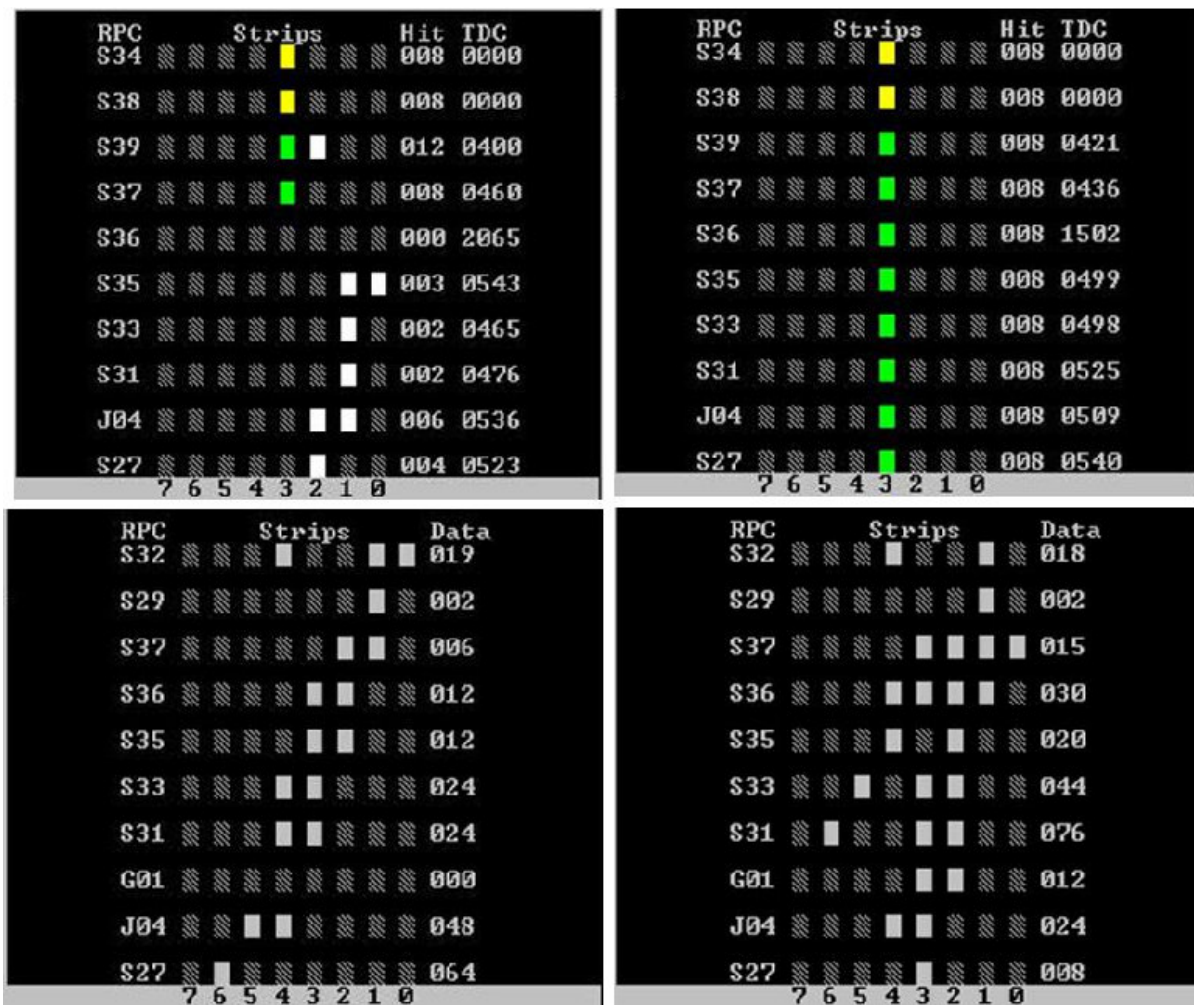 RPC Strips Hit TDC
S34 008 0000
S38 008 0000
S39 012 0400
S37 008 0460
S36 000 2065
S35 003 0543
S33 002 0465
S31 002 0476
J04 006 0536
S27 004 0523
7 6 5 4 3 2 1 0
RPC Strips Hit TDC
S34 008 0000
S38 008 0000
S39 008 0421
S37 008 0436
S36 008 1502
S35 008 0499
S33 008 0498
S31 008 0525
J04 008 0509
S27 008 0540
7 6 5 4 3 2 1 0
RPC Strips Data
S32 019
S29 002
S37 006
S36 012
S35 012
S33 024
S31 024
G01 000
J04 048
S27 064
7 6 5 4 3 2 1 0
RPC Strips Data
S32 018
S29 002
S37 015
S36 030
S35 020
S33 044
S31 076
G01 012
J04 024
S27 008
7 6 5 4 3 2 1 0